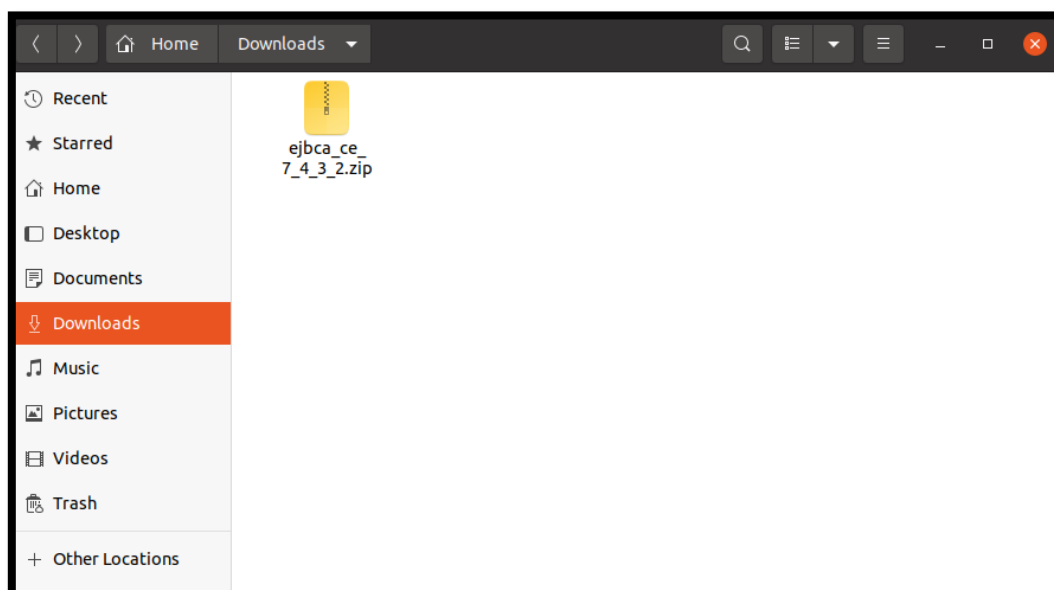 Home Downloads
Recent
Starred
Home
Desktop
Documents
Downloads
Music
Pictures
Videos
Trash
Other Locations
ejbca_ce_
7_4_3_2.zip